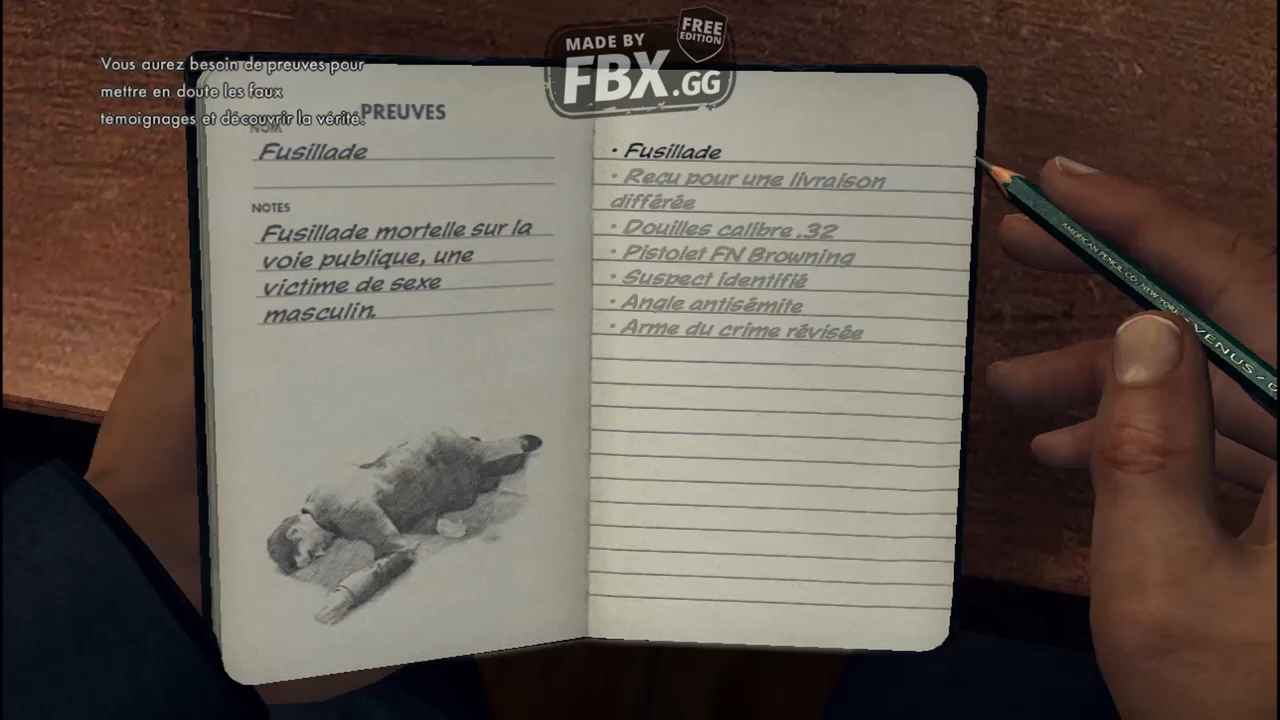 MADE BY
FREE
EDITION
FBX.GG
Vous aurez besoin de preuves pour
mettre en doute les faux
témoignages et découvrir la vérité.
PREUVES
NOM
Fusillade
NOTES
Fusillade mortelle sur la
voie publique, une
victime de sexe
masculin.
· Fusillade
· Reçu pour une livraison
différée
· Douilles calibre .32
· Pistolet FN Browning
· Suspect identifié
· Angle antisémite
· Arme du crime révisée
AMERICAN PENCIL CO. NEW YORK
VENUS